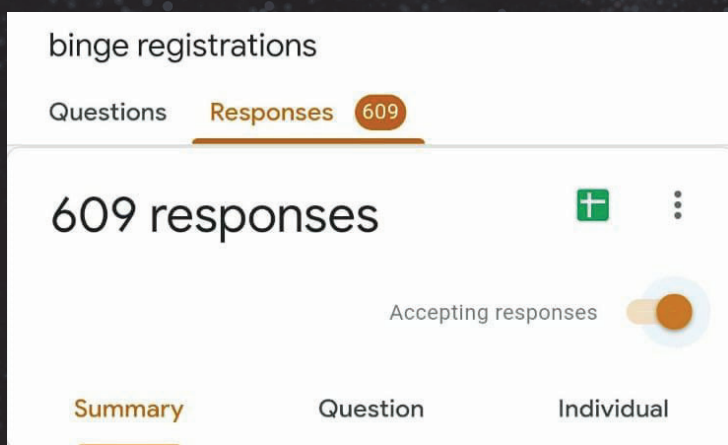 binge registrations
Questions Responses 609
609 responses
Accepting responses
Summary Question Individual